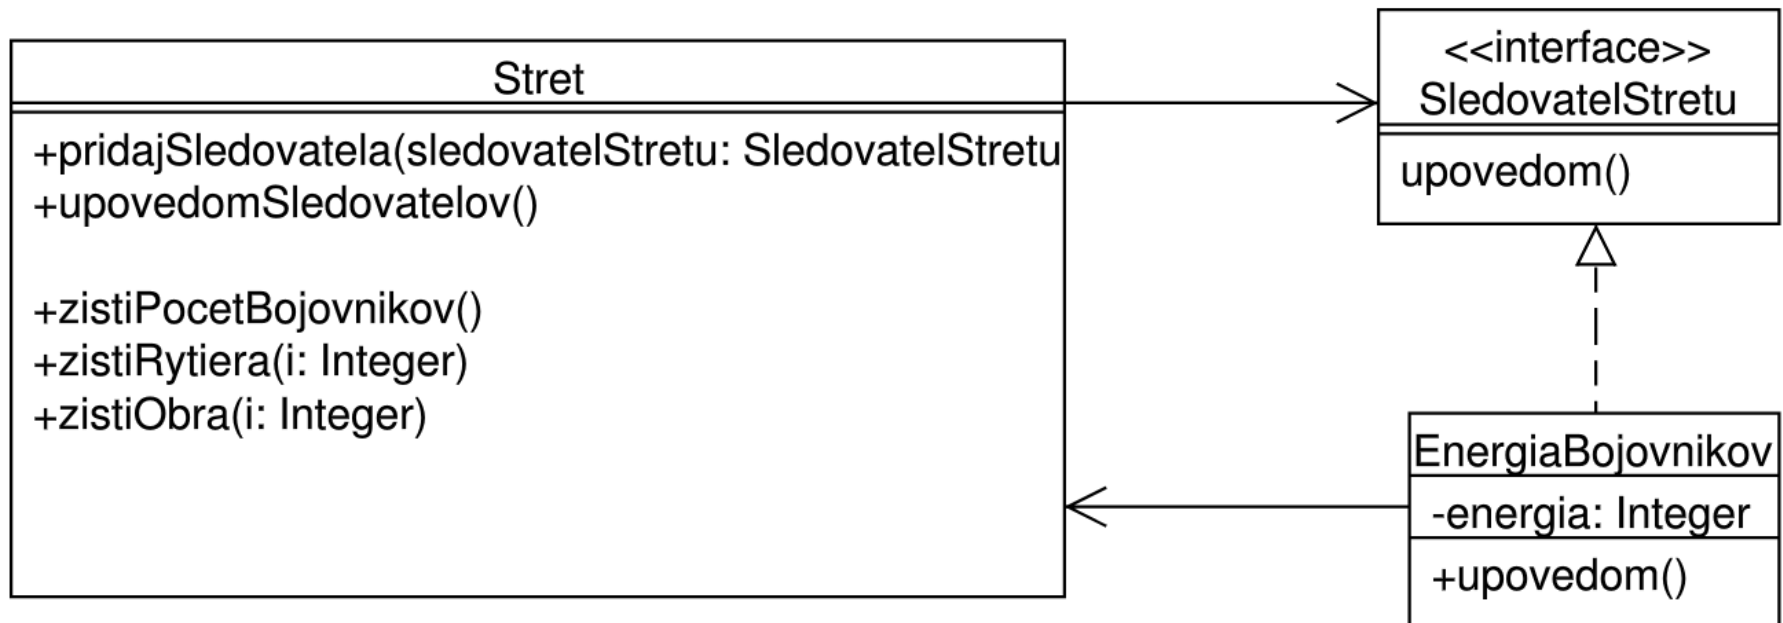 Stret
+pridajSledovatela(sledovatelStretu: SledovatelStretu
+upovedomSledovatelov()
+zistiPocetBojovnikov()
+zistiRytiera(i: Integer)
+zistiObra(i: Integer)
<<interface>>
SledovatelStretu
upovedom()
EnergiaBojovnikov
-energia: Integer
+upovedom()